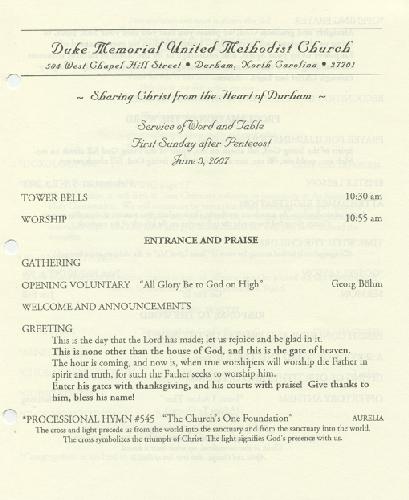 Duke Memorial United Methodist Church
504 West Chapel Hill Street • Durham, North Carolina • 27701
~ Sharing Christ from the Heart of Durham ~
Service of Word and Table
First Sunday after Pentecost
June 3, 2007
TOWER BELLS 10:30 am
WORSHIP 10:55 am
ENTRANCE AND PRAISE
GATHERING
OPENING VOLUNTARY "All Glory Be to God on High" Georg Böhm
WELCOME AND ANNOUNCEMENTS
GREETING
This is the day that the Lord has made; let us rejoice and be glad in it.
This is none other than the house of God, and this is the gate of heaven.
The hour is coming, and now is, when true worshipers will worship the Father in
spirit and truth, for such the Father seeks to worship him.
Enter his gates with thanksgiving, and his courts with praise! Give thanks to
him, bless his name!
*PROCESSIONAL HYMN #545 "The Church's One Foundation" AURELIA
The cross and light precede us from the world into the sanctuary and from the sanctuary into the world.
The cross symbolizes the triumph of Christ. The light signifies God's presence with us.